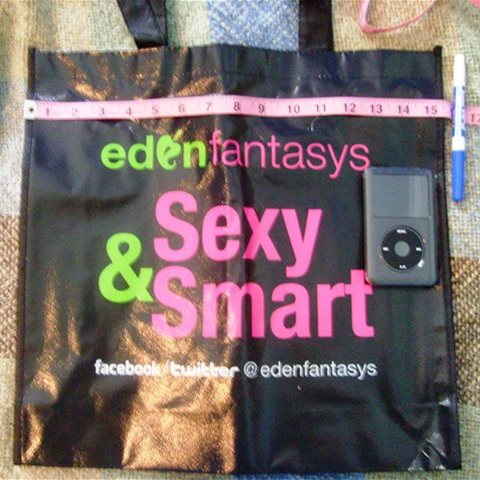 1 2 3 4 5 6 7 8 9 10 11 12 13 14 15 17
edenfantasys
Sexy
& Smart
facebook/twitter @edenfantasys